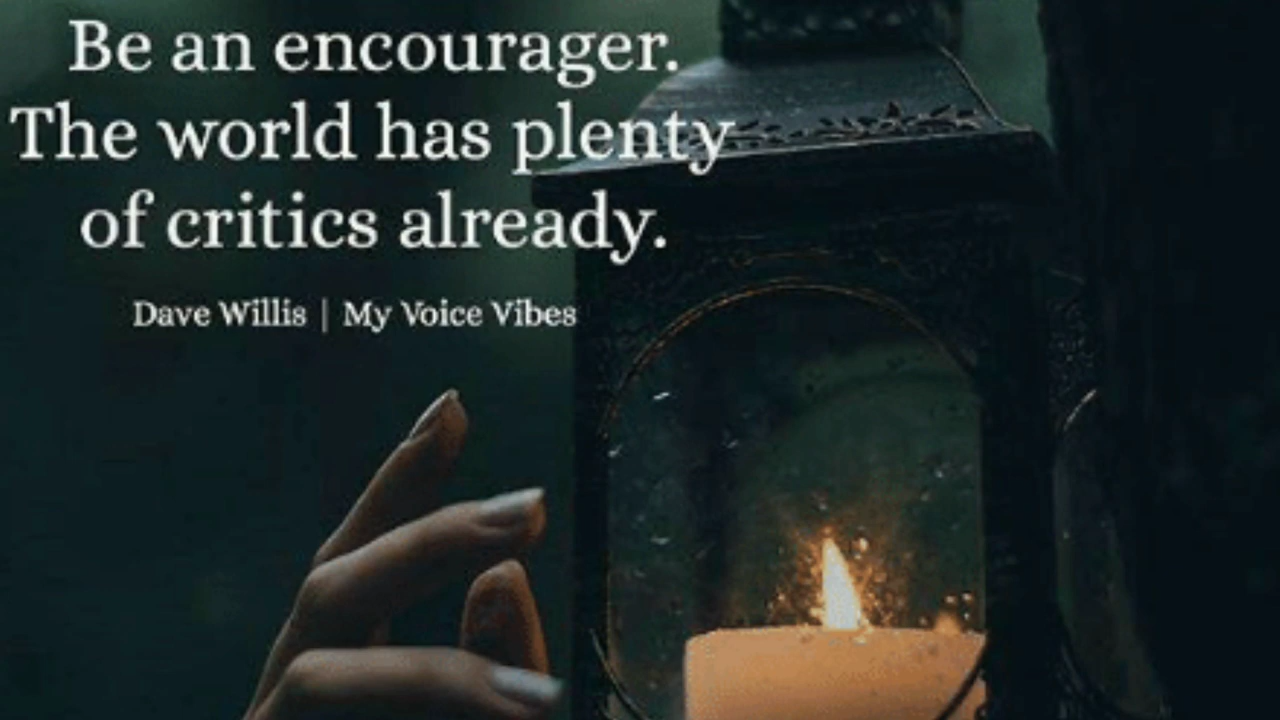 Be an encourager.
The world has plenty
of critics already.
Dave Willis | My Voice Vibes